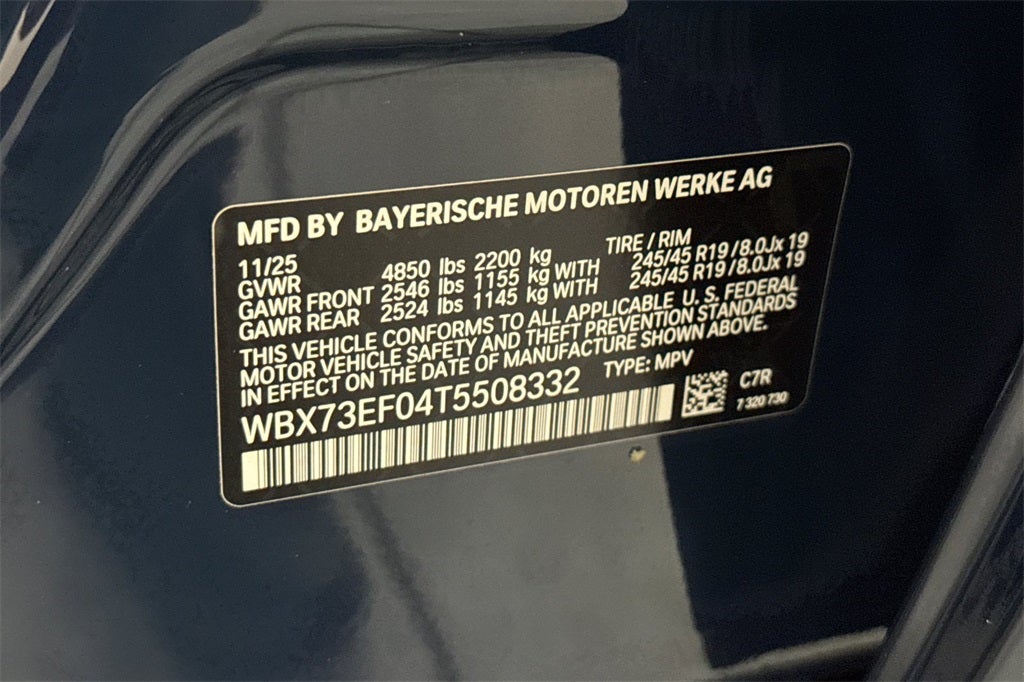 MFD BY BAYERISCHE MOTOREN WERKE AG
11/25 TIRE / RIM
GVWR 4850 lbs 2200 kg
GAWR FRONT 2546 lbs 1155 kg WITH 245/45 R19 / 8.0Jx 19
GAWR REAR 2524 lbs 1145 kg WITH 245/45 R19 / 8.0Jx 19
THIS VEHICLE CONFORMS TO ALL APPLICABLE U. S. FEDERAL
MOTOR VEHICLE SAFETY AND THEFT PREVENTION STANDARDS
IN EFFECT ON THE DATE OF MANUFACTURE SHOWN ABOVE.
WBX73EF04T5508332 TYPE: MPV
C7R
7 320 730